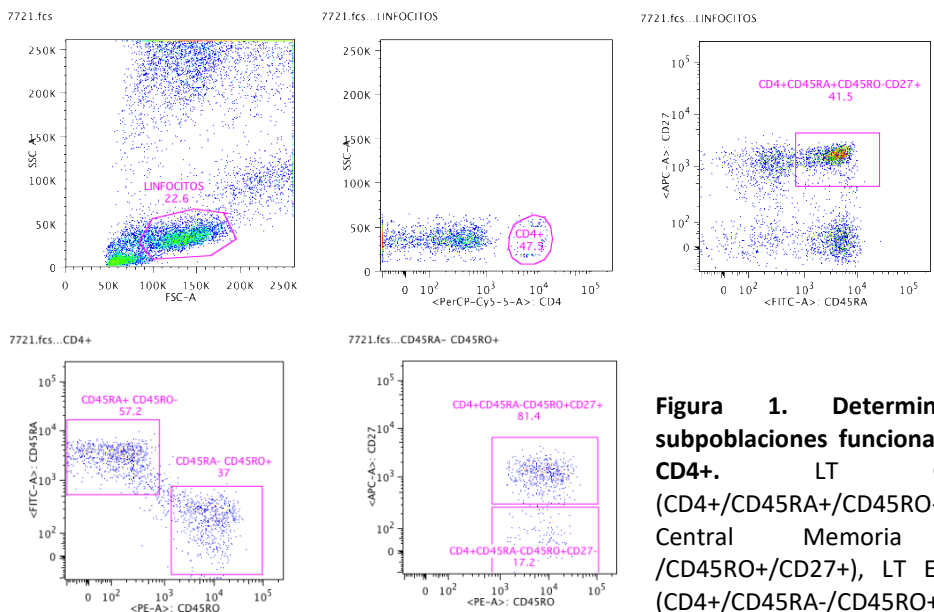 7721.fcs
250K
200K
150K
100K
50K
0
SSC-A
LINFOCITOS
22.6
0 50K 100K 150K 200K 250K
FSC-A
7721.fcs...LINFOCITOS
250K
200K
150K
100K
50K
0
SSC-A
CD4+
47.5
0 10² 10³ 10⁴ 10⁵
<PerCP-Cy5-5-A>: CD4
7721.fcs...LINFOCITOS
10⁵
10⁴
10³
10²
0
<APC-A>: CD27
CD4+CD45RA+CD45RO-CD27+
41.5
0 10² 10³ 10⁴ 10⁵
<FITC-A>: CD45RA
7721.fcs...CD4+
10⁵
10⁴
10³
10²
0
<FITC-A>: CD45RA
CD45RA+ CD45RO-
57.2
CD45RA- CD45RO+
37
0 10² 10³ 10⁴ 10⁵
<PE-A>: CD45RO
7721.fcs...CD45RA- CD45RO+
10⁵
10⁴
10³
10²
0
<APC-A>: CD27
CD4+CD45RA-CD45RO+CD27+
81.4
CD4+CD45RA-CD45RO+CD27-
17.2
0 10² 10³ 10⁴ 10⁵
<PE-A>: CD45RO
Figura 1. Determin
subpoblaciones funciona
CD4+. LT
(CD4+/CD45RA+/CD45RO-
Central Memoria
/CD45RO+/CD27+), LT E
(CD4+/CD45RA-/CD45RO+